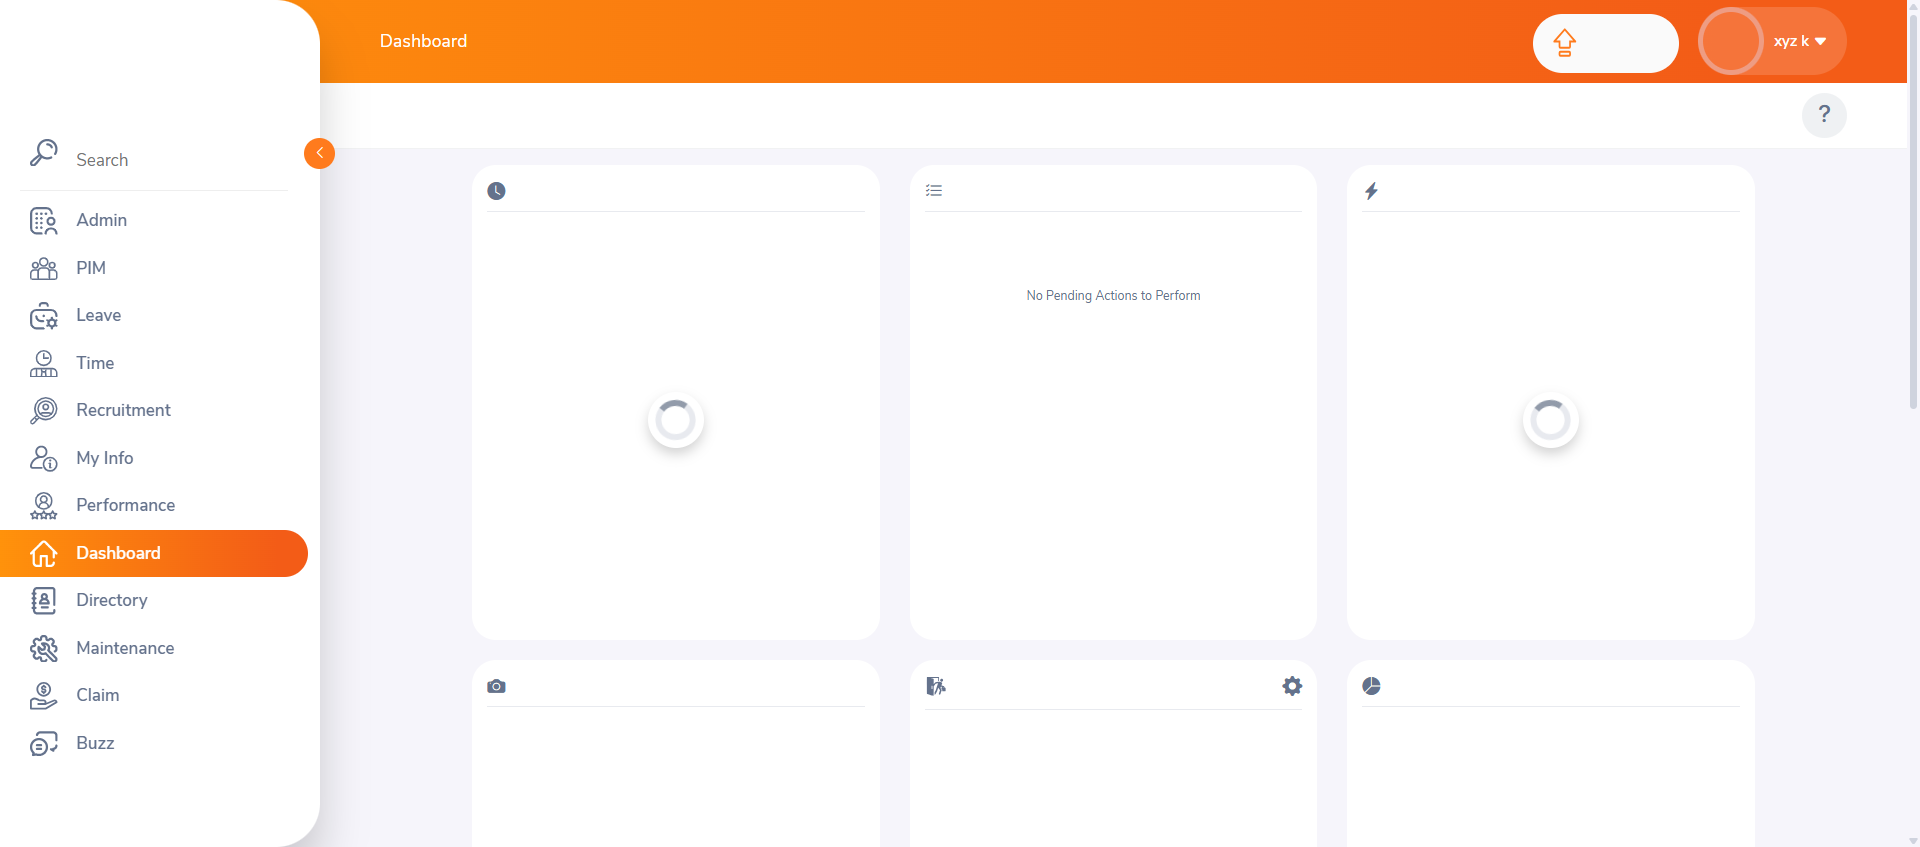 Dashboard
xyz k
?
Search
Admin
PIM
Leave
Time
Recruitment
My Info
Performance
Dashboard
Directory
Maintenance
Claim
Buzz
No Pending Actions to Perform